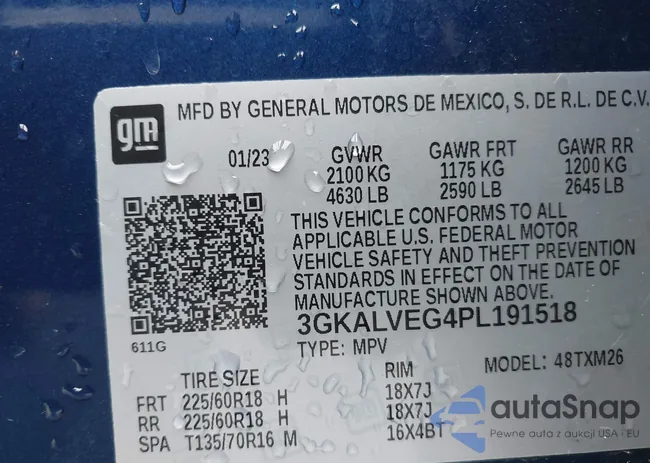 MFD BY GENERAL MOTORS DE MEXICO, S. DE R.L. DE C.V.
gm
01/23 GVWR GAWR FRT GAWR RR
2100 KG 1175 KG 1200 KG
4630 LB 2590 LB 2645 LB
THIS VEHICLE CONFORMS TO ALL
APPLICABLE U.S. FEDERAL MOTOR
VEHICLE SAFETY AND THEFT PREVENTION
STANDARDS IN EFFECT ON THE DATE OF
MANUFACTURE SHOWN ABOVE.
3GKALVEG4PL191518
611G
TYPE: MPV MODEL: 48TXM26
TIRE SIZE RIM
FRT 225/60R18 H 18X7J
RR 225/60R18 H 18X7J
SPA T135/70R16 M 16X4BT
autaSnap
Pewne auta z aukcji USA i EU